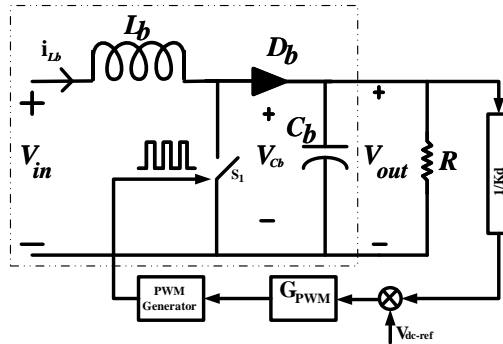 L_b
D_b
i_Lb
+
+
+
V_in
S_1
V_Cb
C_b
V_out
R
1/Kd
−
−
−
PWM
Generator
G_PWM
V_dc-ref